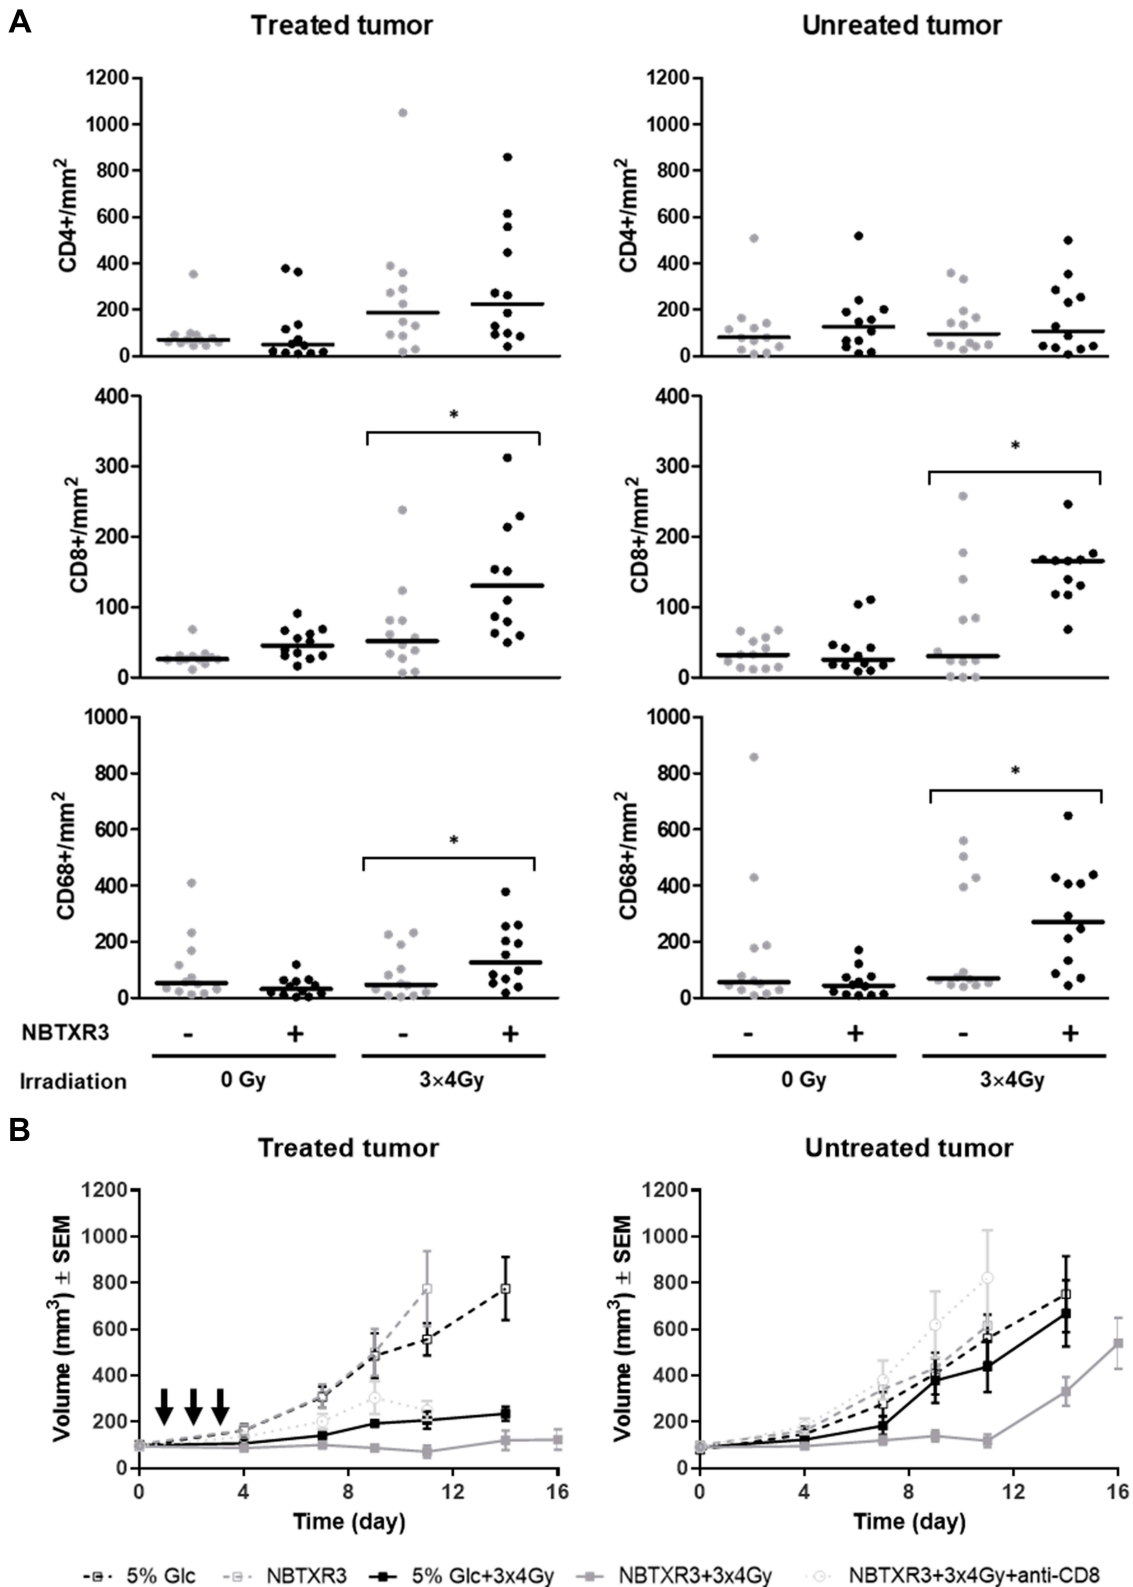 A
Treated tumor
Unreated tumor
1200
1000
800
600
400
200
0
CD4+/mm2
1200
1000
800
600
400
200
0
CD4+/mm2
400
300
200
100
0
CD8+/mm2
*
400
300
200
100
0
CD8+/mm2
*
1000
800
600
400
200
0
CD68+/mm2
*
1000
800
600
400
200
0
CD68+/mm2
*
NBTXR3 - + - + - + - +
Irradiation 0 Gy 3×4Gy 0 Gy 3×4Gy
B
Treated tumor
Untreated tumor
1200
1000
800
600
400
200
0
Volume (mm3) ± SEM
0 4 8 12 16
Time (day)
1200
1000
800
600
400
200
0
Volume (mm3) ± SEM
0 4 8 12 16
Time (day)
5% Glc NBTXR3 5% Glc+3x4Gy NBTXR3+3x4Gy NBTXR3+3x4Gy+anti-CD8